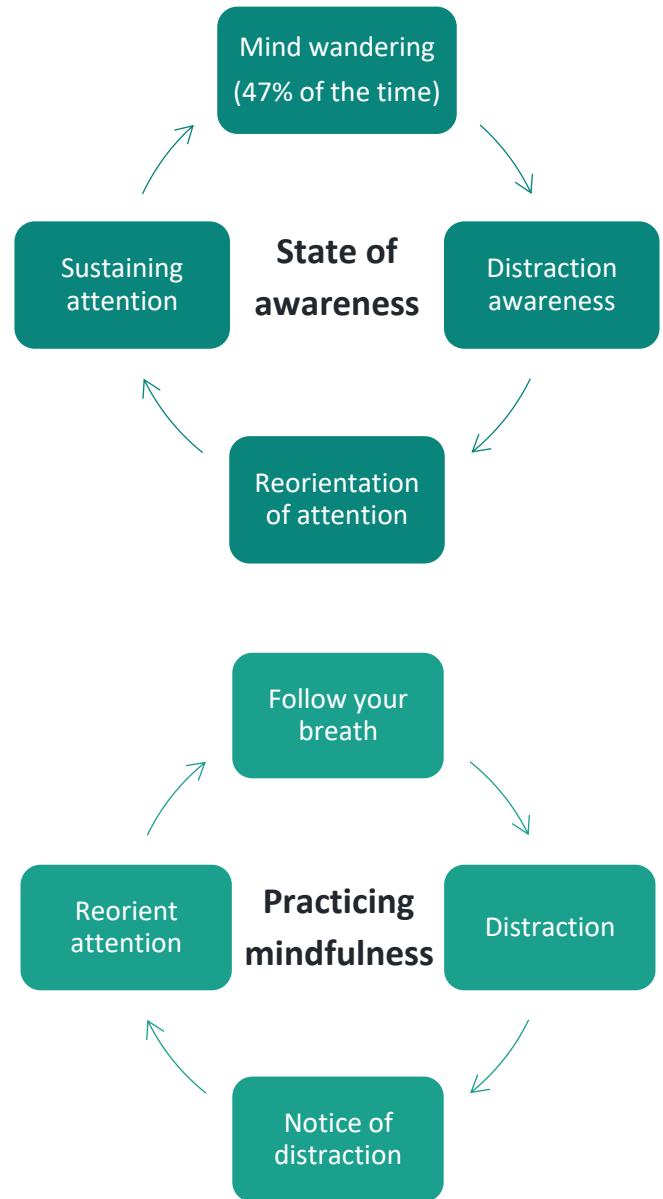 Mind wandering
(47% of the time)
State of
awareness
Sustaining
attention
Distraction
awareness
Reorientation
of attention
Follow your
breath
Practicing
mindfulness
Reorient
attention
Distraction
Notice of
distraction